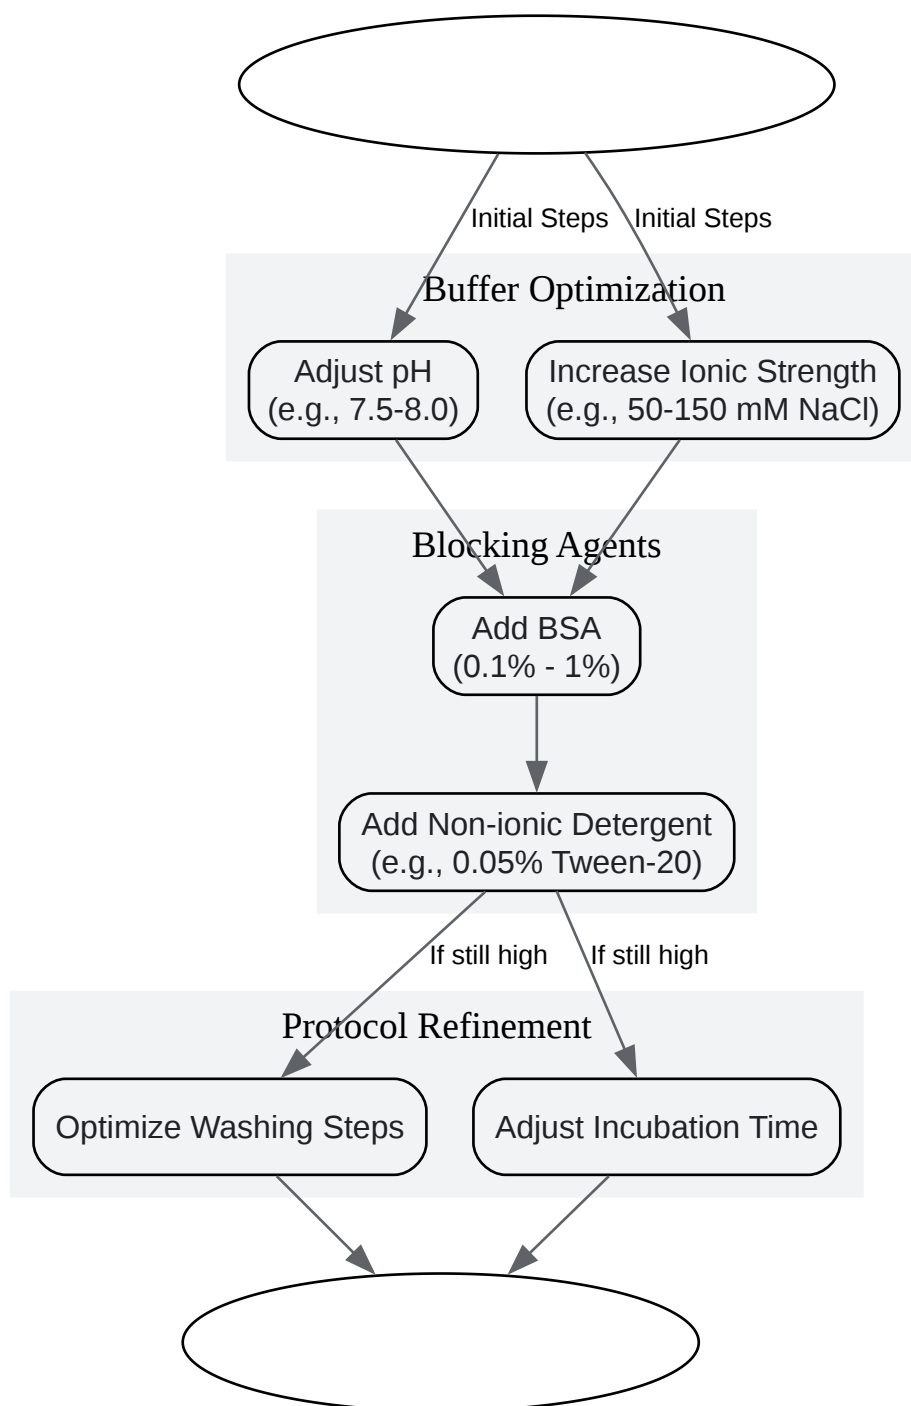 Initial Steps Initial Steps
Buffer Optimization
Adjust pH
(e.g., 7.5-8.0)
Increase Ionic Strength
(e.g., 50-150 mM NaCl)
Blocking Agents
Add BSA
(0.1% - 1%)
Add Non-ionic Detergent
(e.g., 0.05% Tween-20)
If still high If still high
Protocol Refinement
Optimize Washing Steps
Adjust Incubation Time